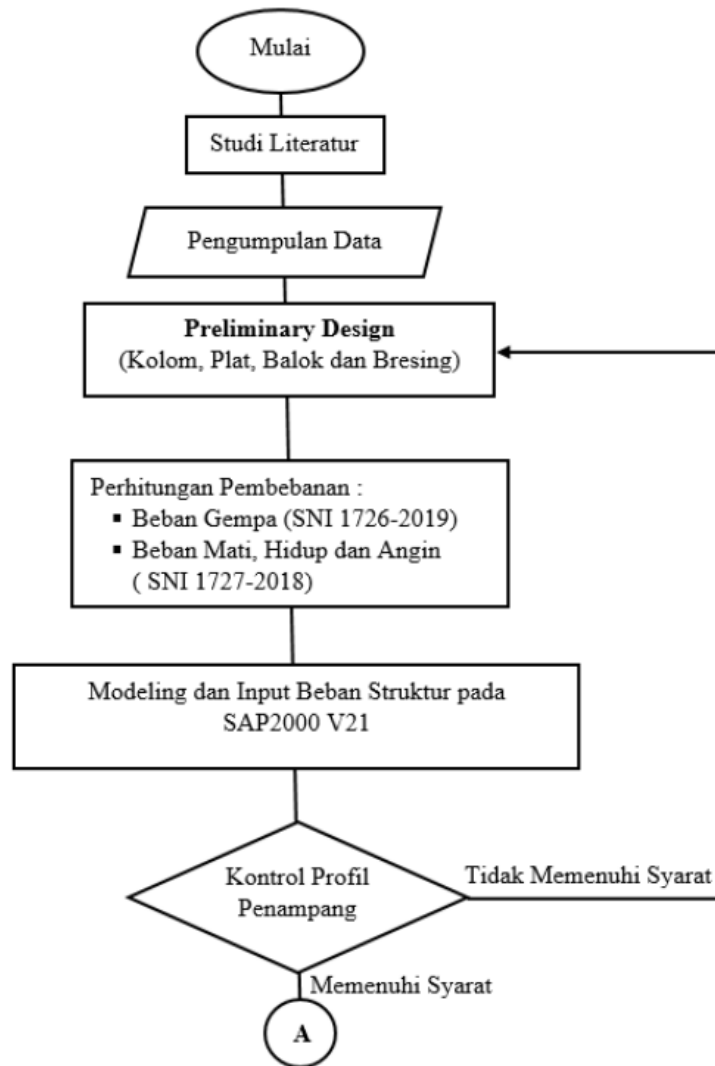 Mulai
Studi Literatur
Pengumpulan Data
Preliminary Design
(Kolom, Plat, Balok dan Bresing)
Perhitungan Pembebanan :
▪ Beban Gempa (SNI 1726-2019)
▪ Beban Mati, Hidup dan Angin
( SNI 1727-2018)
Modeling dan Input Beban Struktur pada
SAP2000 V21
Kontrol Profil
Penampang
Tidak Memenuhi Syarat
Memenuhi Syarat
A